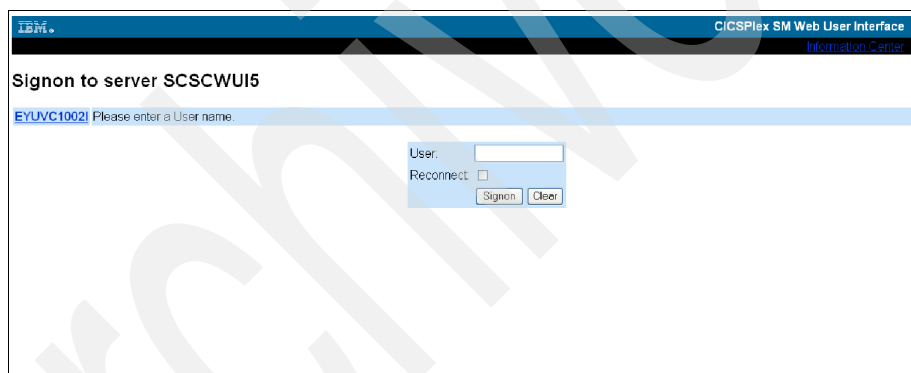 IBM. CICSPlex SM Web User Interface
Information Center
Signon to server SCSCWUI5
EYUVC1002I Please enter a User name.
User:
Reconnect:
Signon Clear